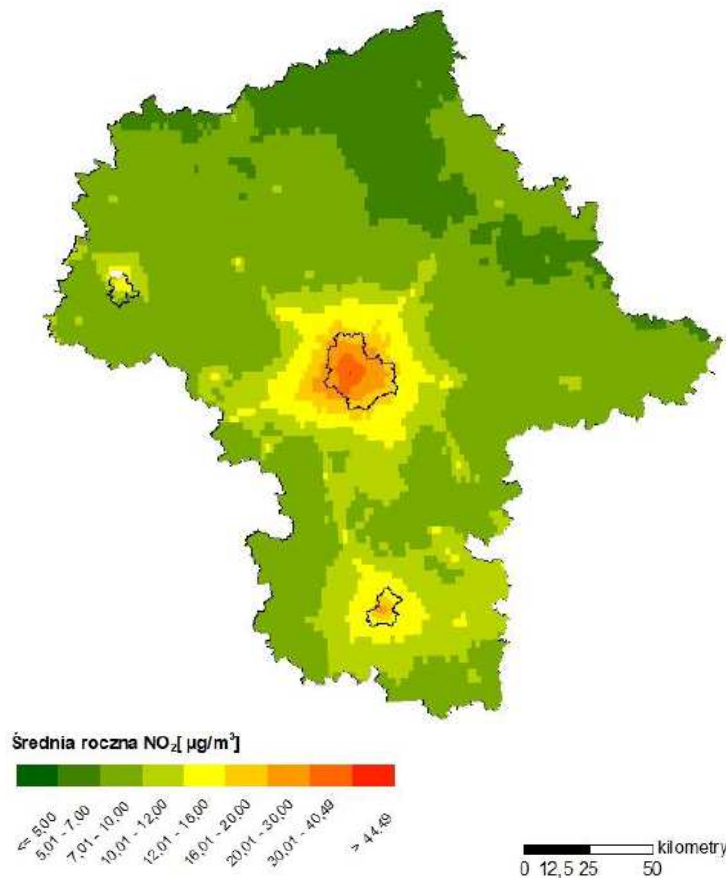 Średnia roczna NO₂[ µg/m³]
<= 5,00
5,01 - 7,00
7,01 - 10,00
10,01 - 12,00
12,01 - 16,00
16,01 - 20,00
20,01 - 30,00
30,01 - 40,49
> 44,49
kilometry
0 12,5 25 50